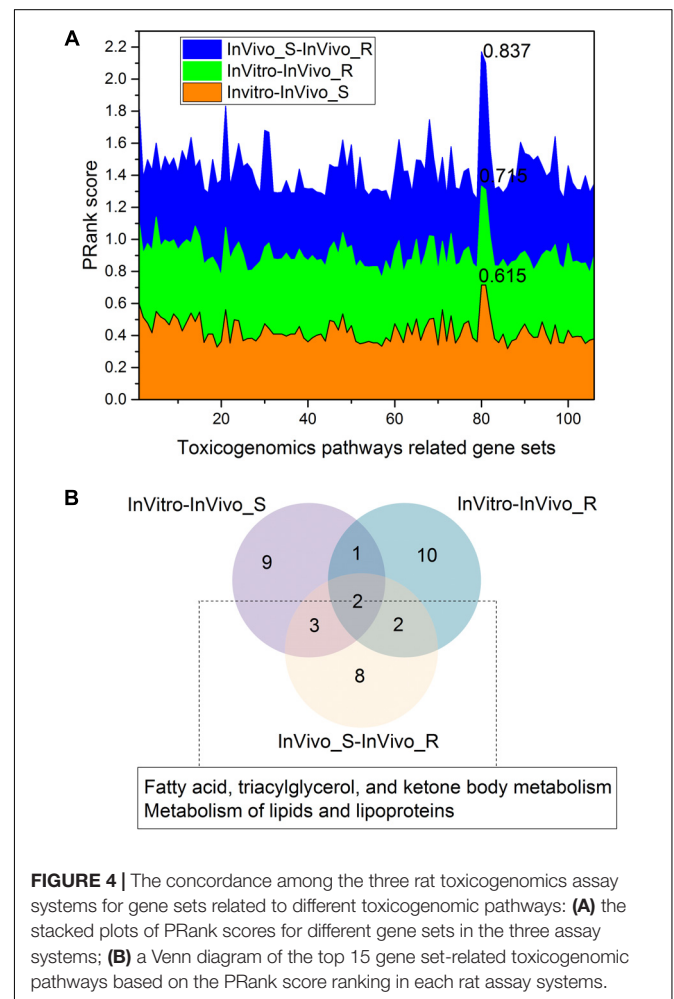 A
InVivo_S-InVivo_R
InVitro-InVivo_R
Invitro-InVivo_S
0.837
0.715
0.615
PRank score
2.2
2.0
1.8
1.6
1.4
1.2
1.0
0.8
0.6
0.4
0.2
0.0
20 40 60 80 100
Toxicogenomics pathways related gene sets
B
InVitro-InVivo_S InVitro-InVivo_R
9 1 10
2
3 2
8
InVivo_S-InVivo_R
Fatty acid, triacylglycerol, and ketone body metabolism
Metabolism of lipids and lipoproteins
FIGURE 4 | The concordance among the three rat toxicogenomics assay
systems for gene sets related to different toxicogenomic pathways: (A) the
stacked plots of PRank scores for different gene sets in the three assay
systems; (B) a Venn diagram of the top 15 gene set-related toxicogenomic
pathways based on the PRank score ranking in each rat assay systems.